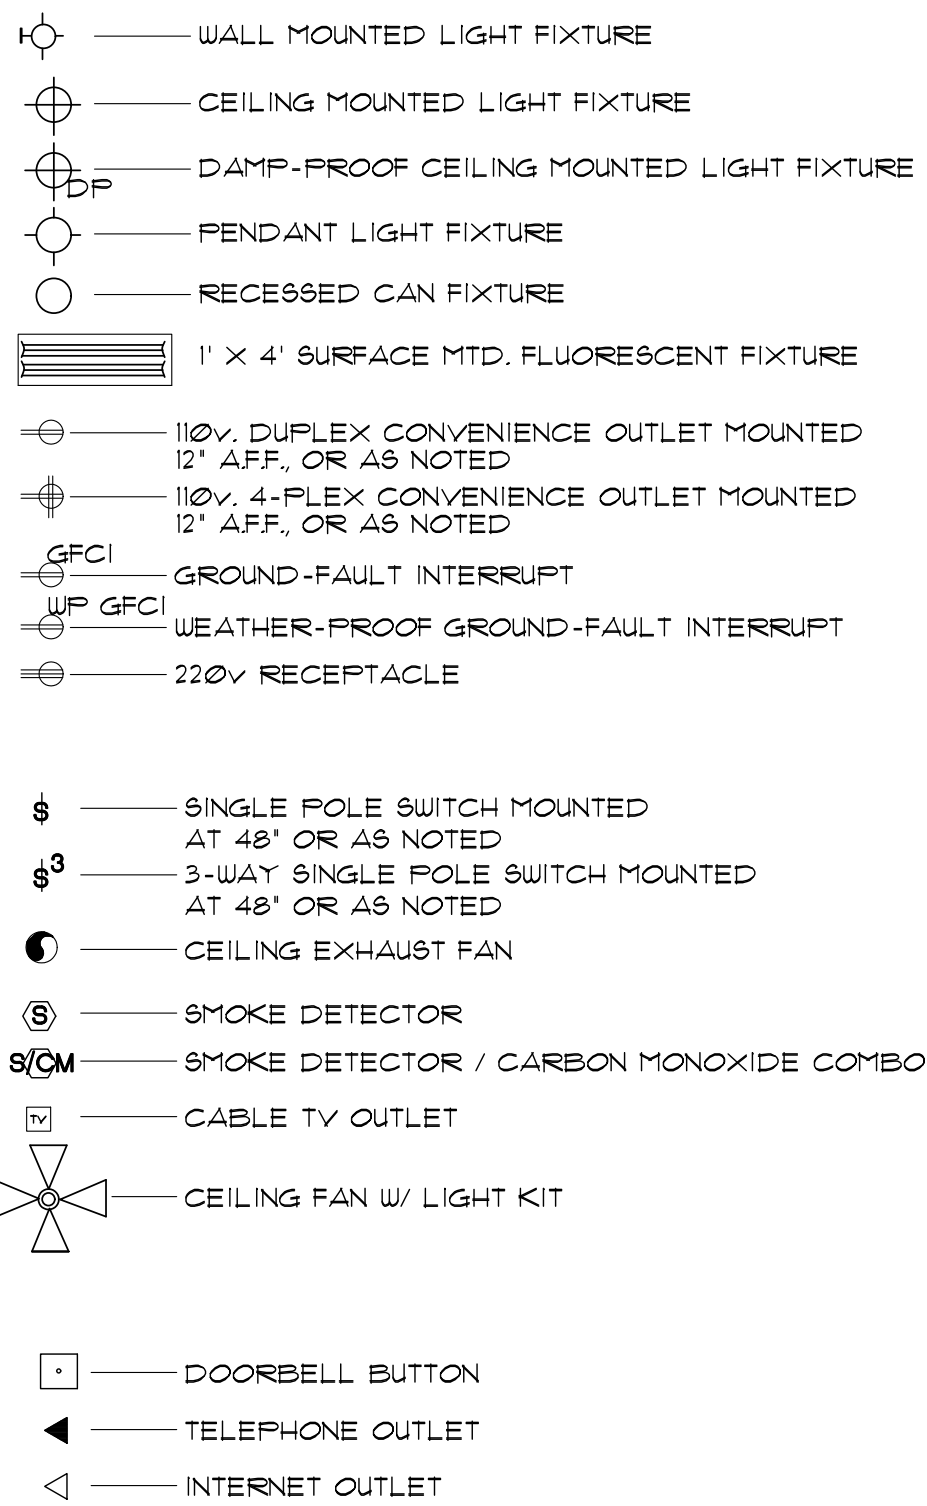 WALL MOUNTED LIGHT FIXTURE
CEILING MOUNTED LIGHT FIXTURE
DP DAMP-PROOF CEILING MOUNTED LIGHT FIXTURE
PENDANT LIGHT FIXTURE
RECESSED CAN FIXTURE
1' X 4' SURFACE MTD. FLUORESCENT FIXTURE
110v. DUPLEX CONVENIENCE OUTLET MOUNTED
12" A.F.F., OR AS NOTED
110v. 4-PLEX CONVENIENCE OUTLET MOUNTED
12" A.F.F., OR AS NOTED
GFCI
GROUND-FAULT INTERRUPT
WP GFCI
WEATHER-PROOF GROUND-FAULT INTERRUPT
220v RECEPTACLE
$ SINGLE POLE SWITCH MOUNTED
AT 48" OR AS NOTED
$3 3-WAY SINGLE POLE SWITCH MOUNTED
AT 48" OR AS NOTED
CEILING EXHAUST FAN
S SMOKE DETECTOR
S/CM SMOKE DETECTOR / CARBON MONOXIDE COMBO
TV CABLE TV OUTLET
CEILING FAN W/ LIGHT KIT
DOORBELL BUTTON
TELEPHONE OUTLET
INTERNET OUTLET